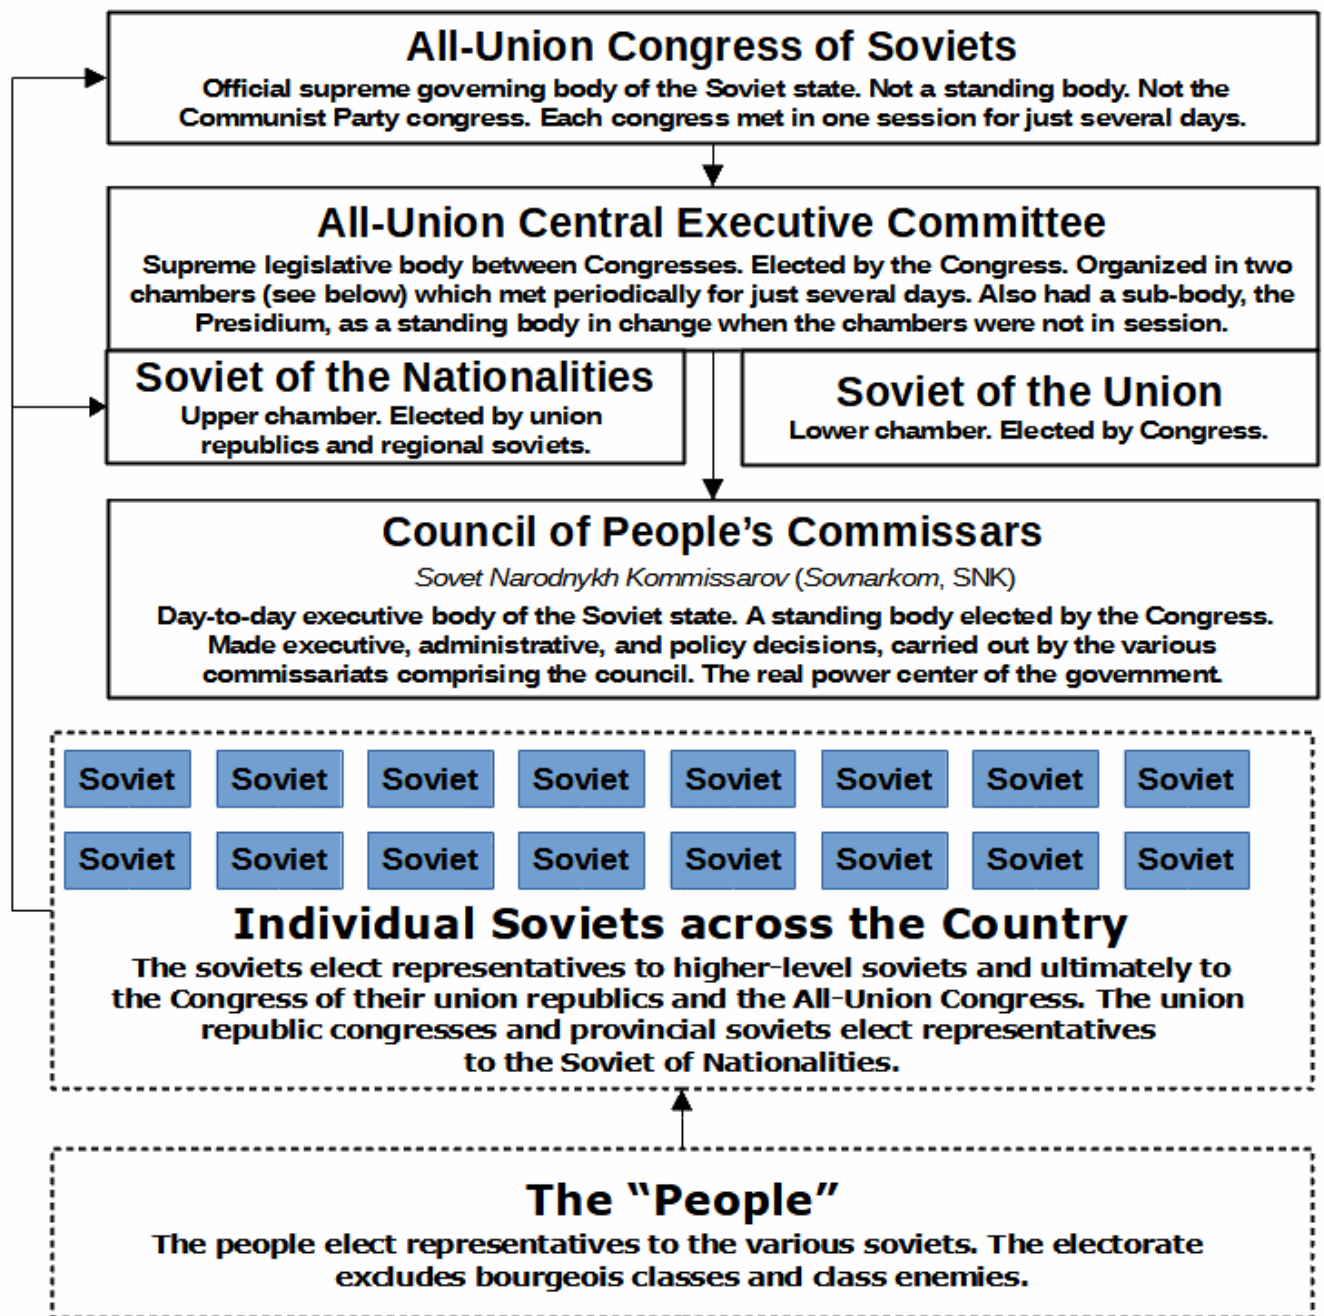 All-Union Congress of Soviets
Official supreme governing body of the Soviet state. Not a standing body. Not the
Communist Party congress. Each congress met in one session for just several days.
All-Union Central Executive Committee
Supreme legislative body between Congresses. Elected by the Congress. Organized in two
chambers (see below) which met periodically for just several days. Also had a sub-body, the
Presidium, as a standing body in change when the chambers were not in session.
Soviet of the Nationalities
Upper chamber. Elected by union
republics and regional soviets.
Soviet of the Union
Lower chamber. Elected by Congress.
Council of People’s Commissars
Sovet Narodnykh Kommissarov (Sovnarkom, SNK)
Day-to-day executive body of the Soviet state. A standing body elected by the Congress.
Made executive, administrative, and policy decisions, carried out by the various
commissariats comprising the council. The real power center of the government.
Soviet Soviet Soviet Soviet Soviet Soviet Soviet Soviet
Soviet Soviet Soviet Soviet Soviet Soviet Soviet Soviet
Individual Soviets across the Country
The soviets elect representatives to higher-level soviets and ultimately to
the Congress of their union republics and the All-Union Congress. The union
republic congresses and provincial soviets elect representatives
to the Soviet of Nationalities.
The “People”
The people elect representatives to the various soviets. The electorate
excludes bourgeois classes and class enemies.